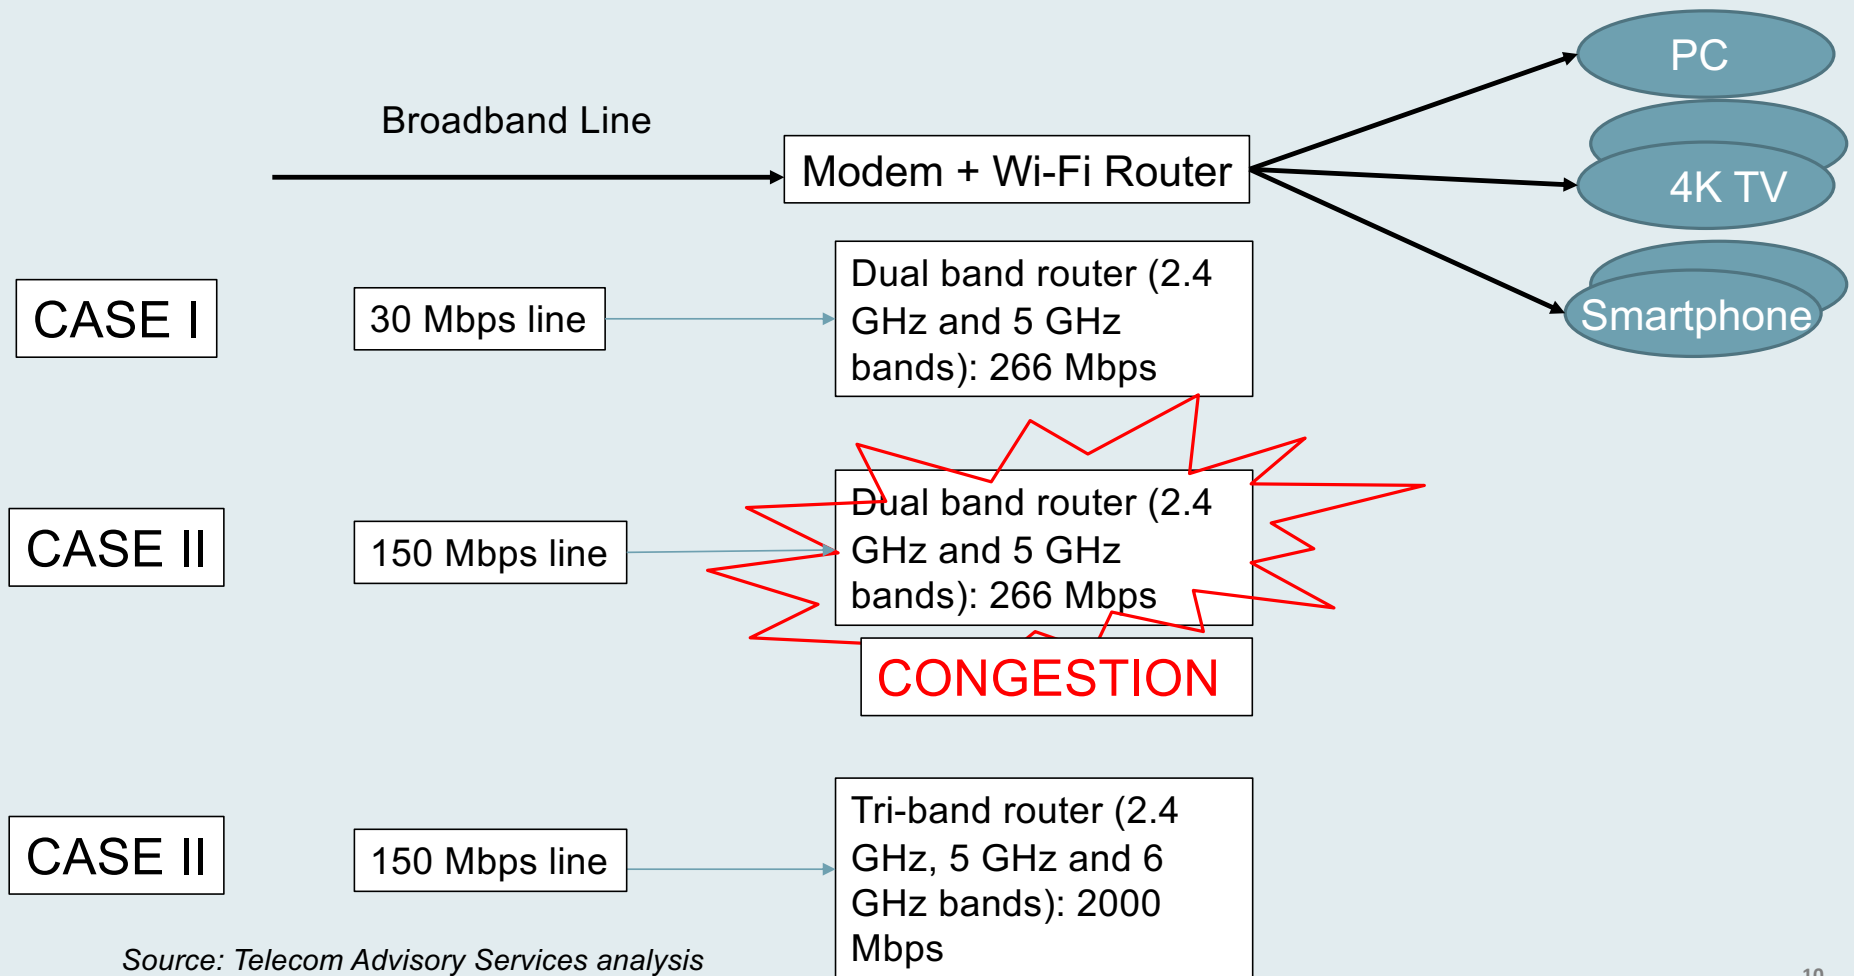 PC
Broadband Line
Modem + Wi-Fi Router
4K TV
Smartphone
CASE I
30 Mbps line
Dual band router (2.4
GHz and 5 GHz
bands): 266 Mbps
CASE II
150 Mbps line
Dual band router (2.4
GHz and 5 GHz
bands): 266 Mbps
CONGESTION
CASE II
150 Mbps line
Tri-band router (2.4
GHz, 5 GHz and 6
GHz bands): 2000
Mbps
Source: Telecom Advisory Services analysis